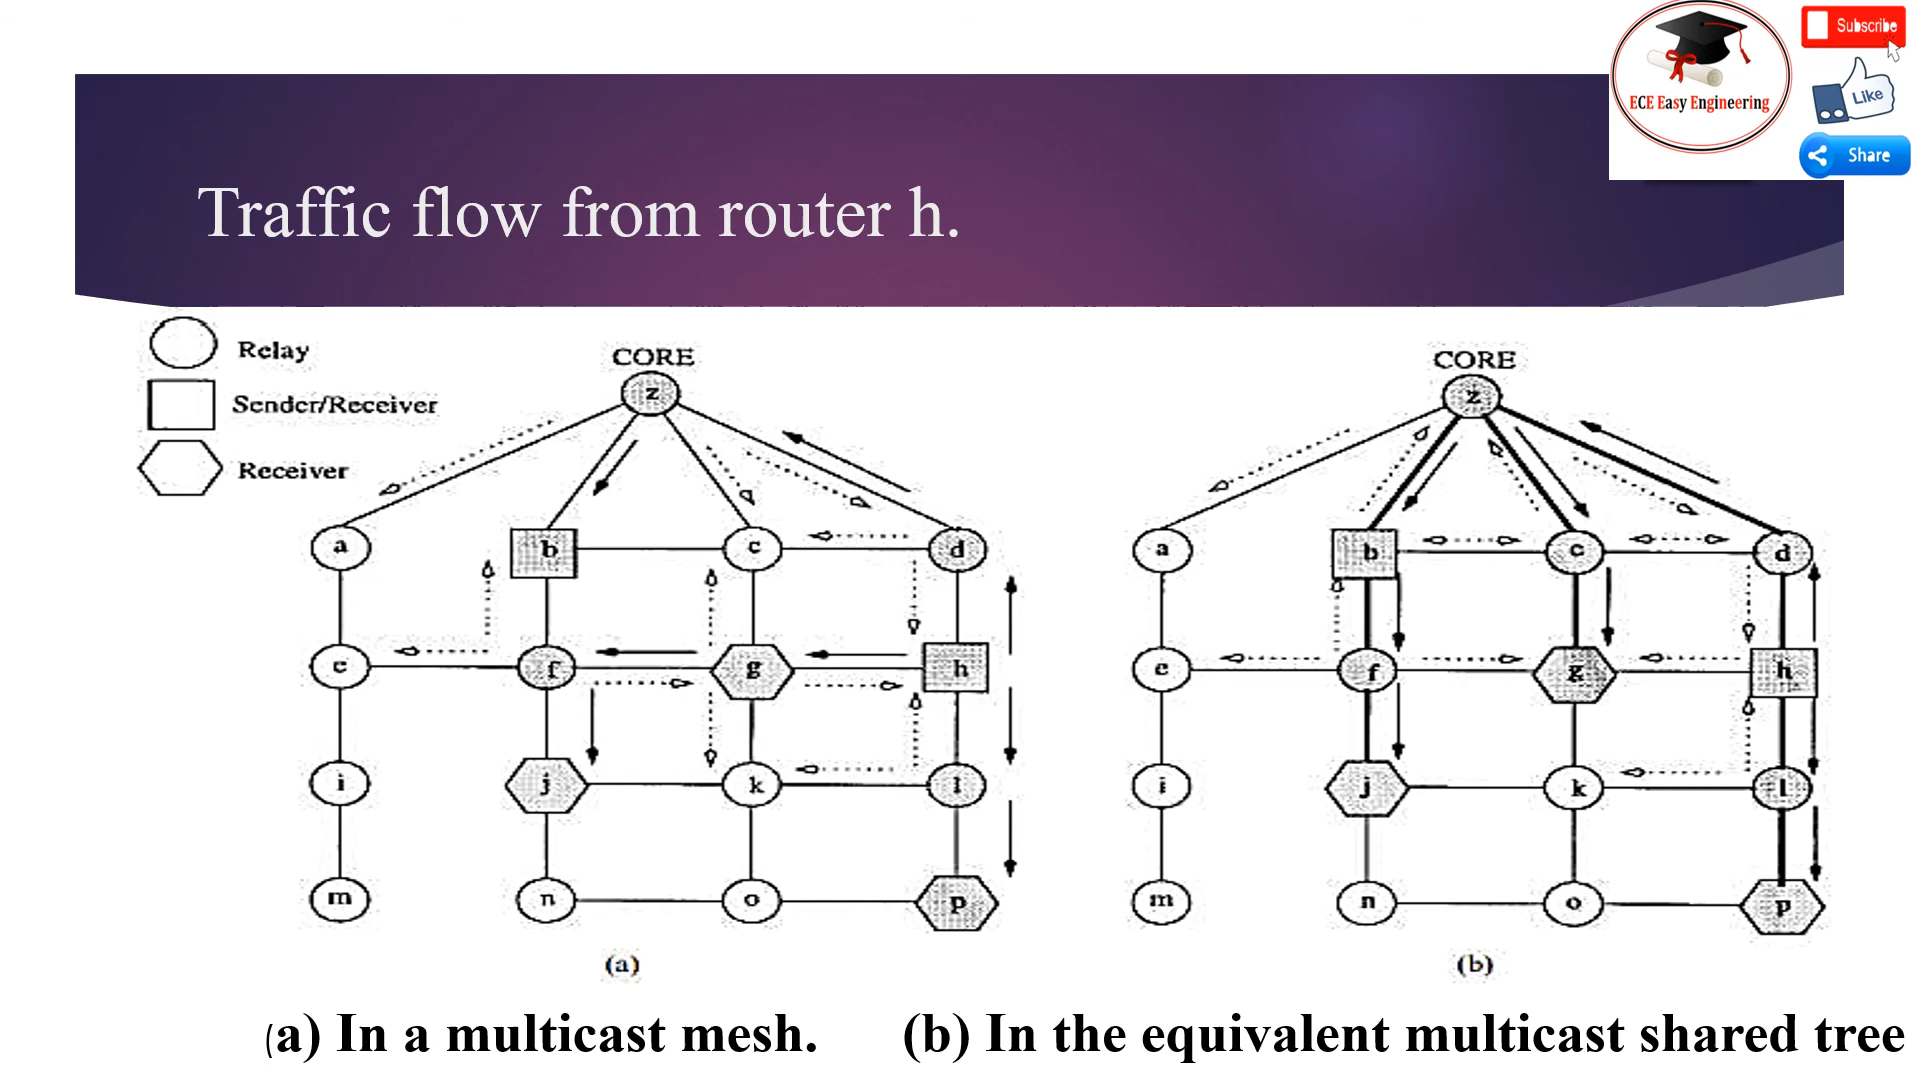 ECE Easy Engineering
Subscribe
Like
Share
Traffic flow from router h.
Relay
Sender/Receiver
Receiver
CORE
z
a b c d
e f g h
i j k l
m n o p
(a)
CORE
z
a b c d
e f g h
i j k l
m n o p
(b)
(a) In a multicast mesh. (b) In the equivalent multicast shared tree